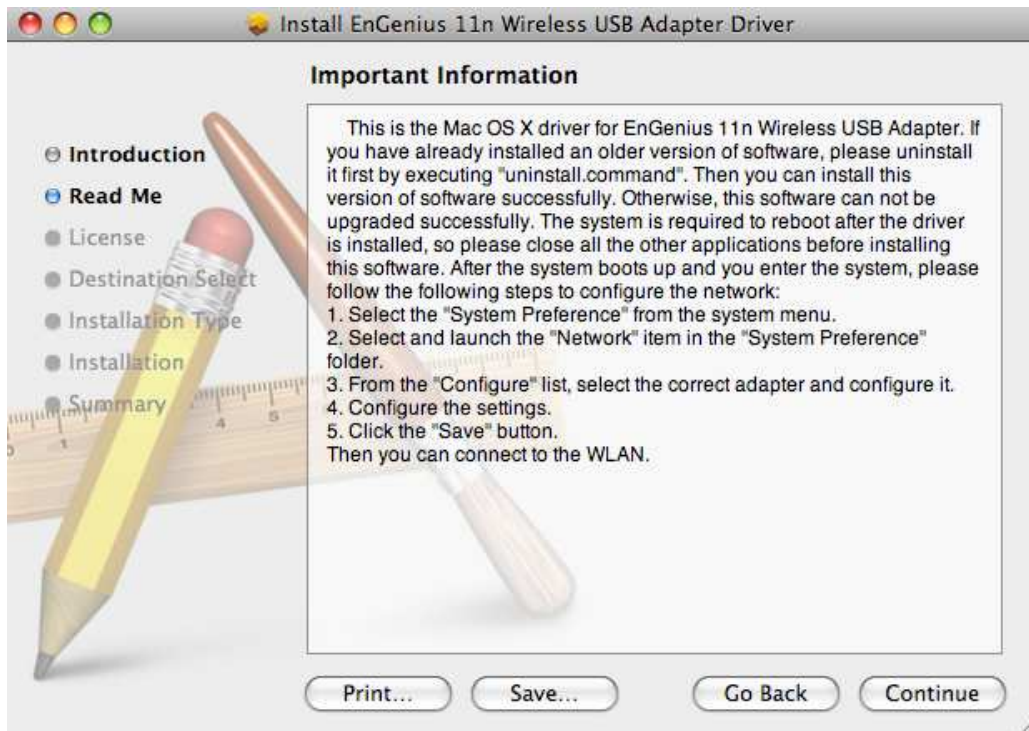 Install EnGenius 11n Wireless USB Adapter Driver
Important Information
Introduction
Read Me
License
Destination Select
Installation Type
Installation
Summary
This is the Mac OS X driver for EnGenius 11n Wireless USB Adapter. If
you have already installed an older version of software, please uninstall
it first by executing "uninstall.command". Then you can install this
version of software successfully. Otherwise, this software can not be
upgraded successfully. The system is required to reboot after the driver
is installed, so please close all the other applications before installing
this software. After the system boots up and you enter the system, please
follow the following steps to configure the network:
1. Select the "System Preference" from the system menu.
2. Select and launch the "Network" item in the "System Preference"
folder.
3. From the "Configure" list, select the correct adapter and configure it.
4. Configure the settings.
5. Click the "Save" button.
Then you can connect to the WLAN.
1 4 5
Print... Save... Go Back Continue